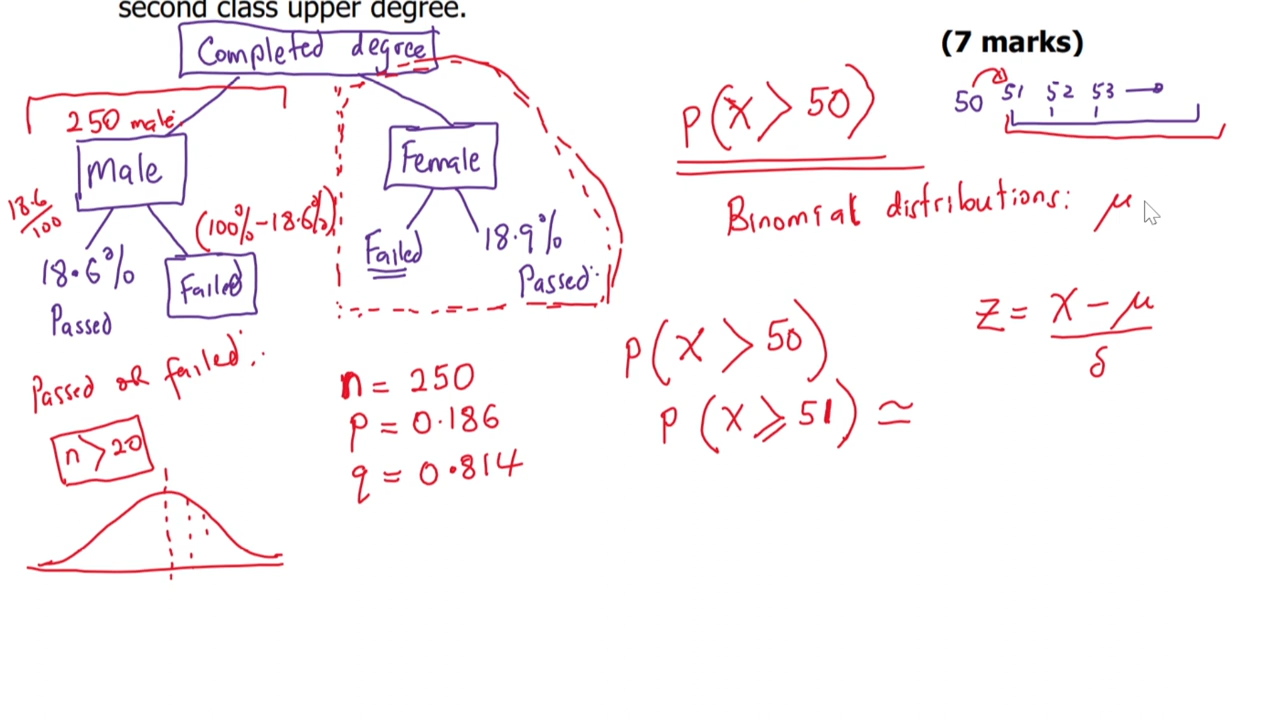 second class upper degree.
(7 marks)
Completed degree
250 male
Male
Female
18.6/100
(100%-18.6%)
18.6%
Passed
Failed
Failed
18.9%
Passed
Passed or failed
n > 20
n = 250
p = 0.186
q = 0.814
P(X > 50)
50 51 52 53
Binomial distributions: μ
Z = X - μ / δ
P(X > 50)
P(X ⩾ 51) ≃